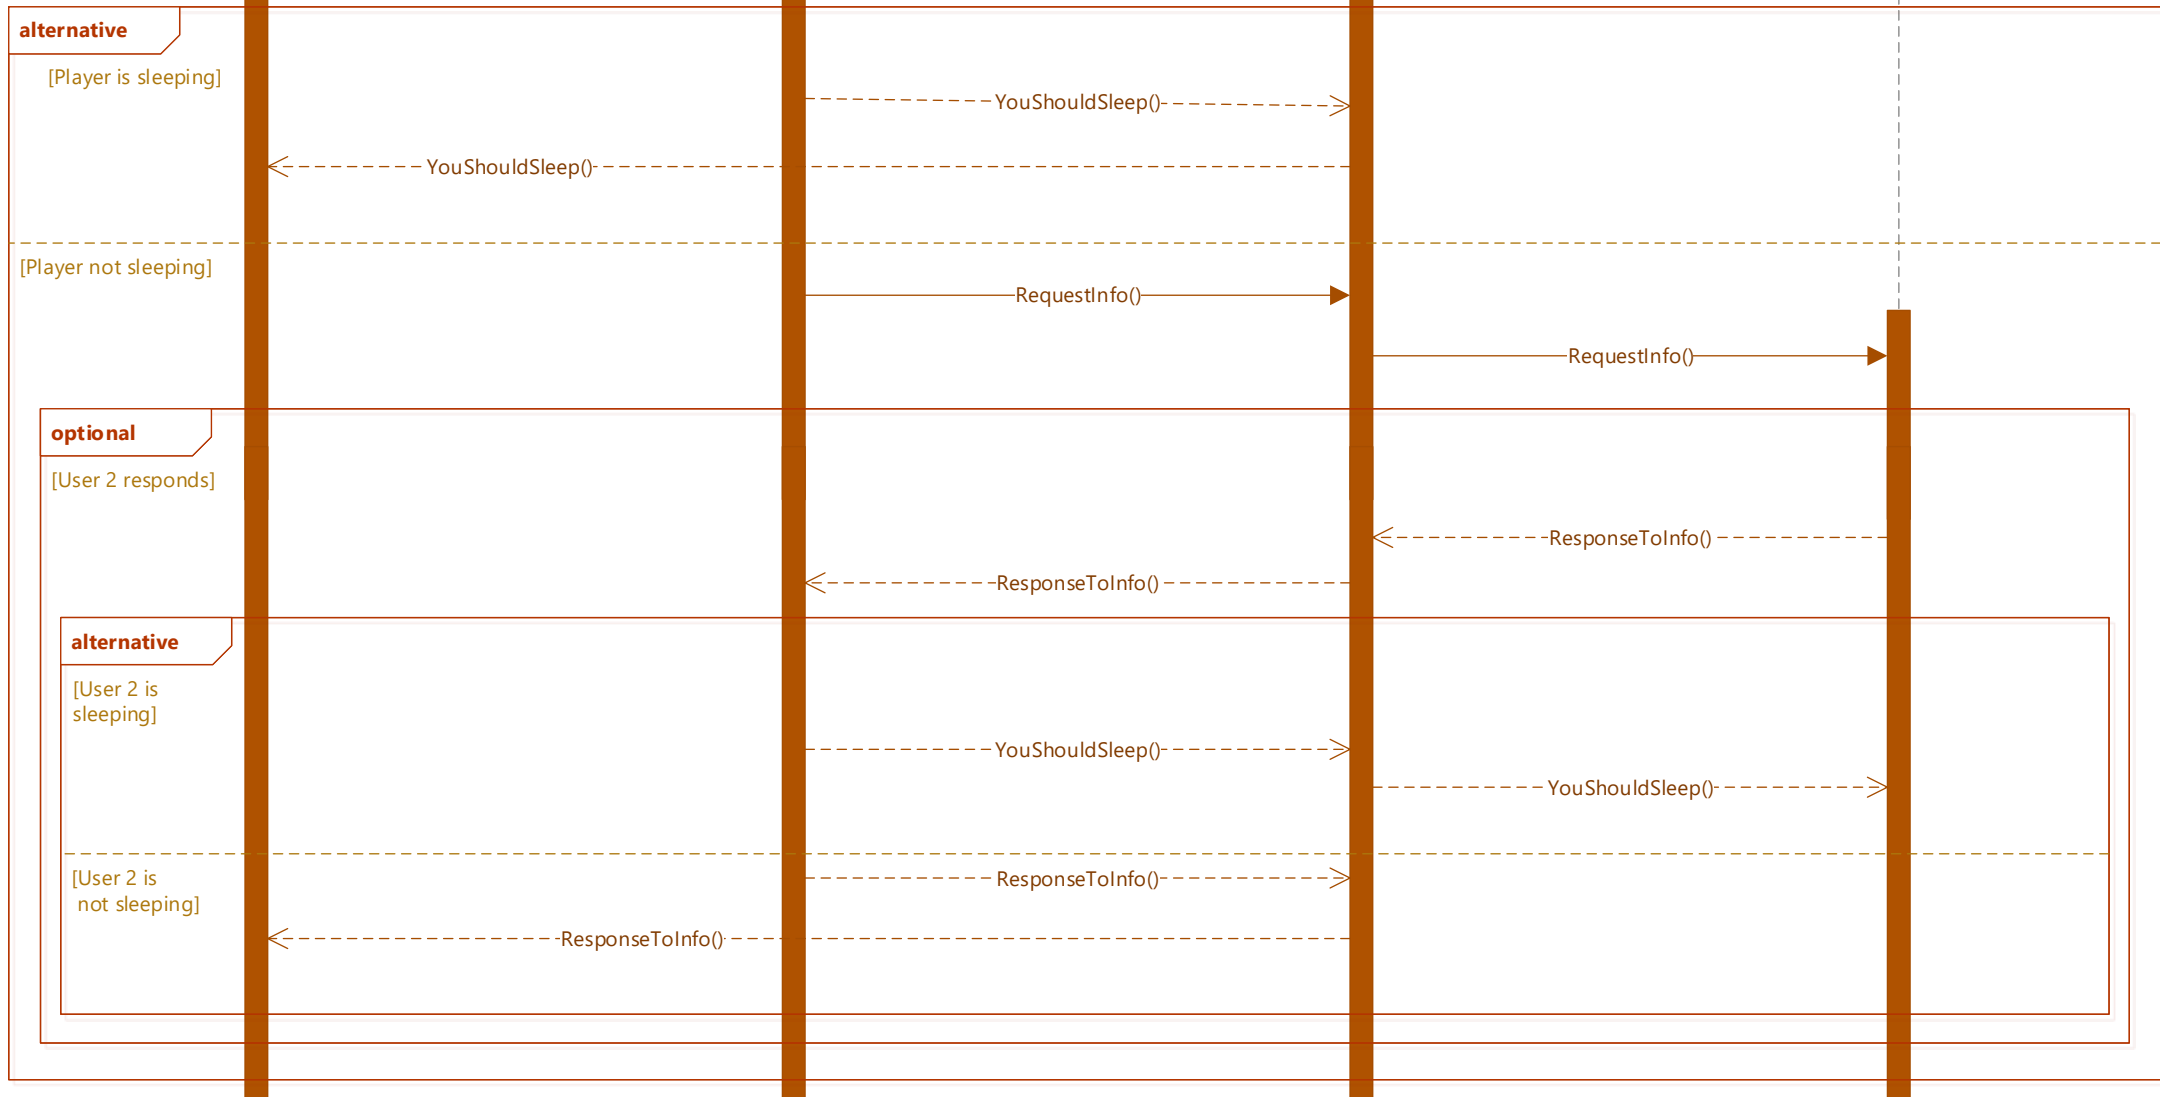 alternative
[Player is sleeping]
YouShouldSleep()
YouShouldSleep()
[Player not sleeping]
RequestInfo()
RequestInfo()
optional
[User 2 responds]
ResponseToInfo()
ResponseToInfo()
alternative
[User 2 is
sleeping]
YouShouldSleep()
YouShouldSleep()
[User 2 is
not sleeping]
ResponseToInfo()
ResponseToInfo()